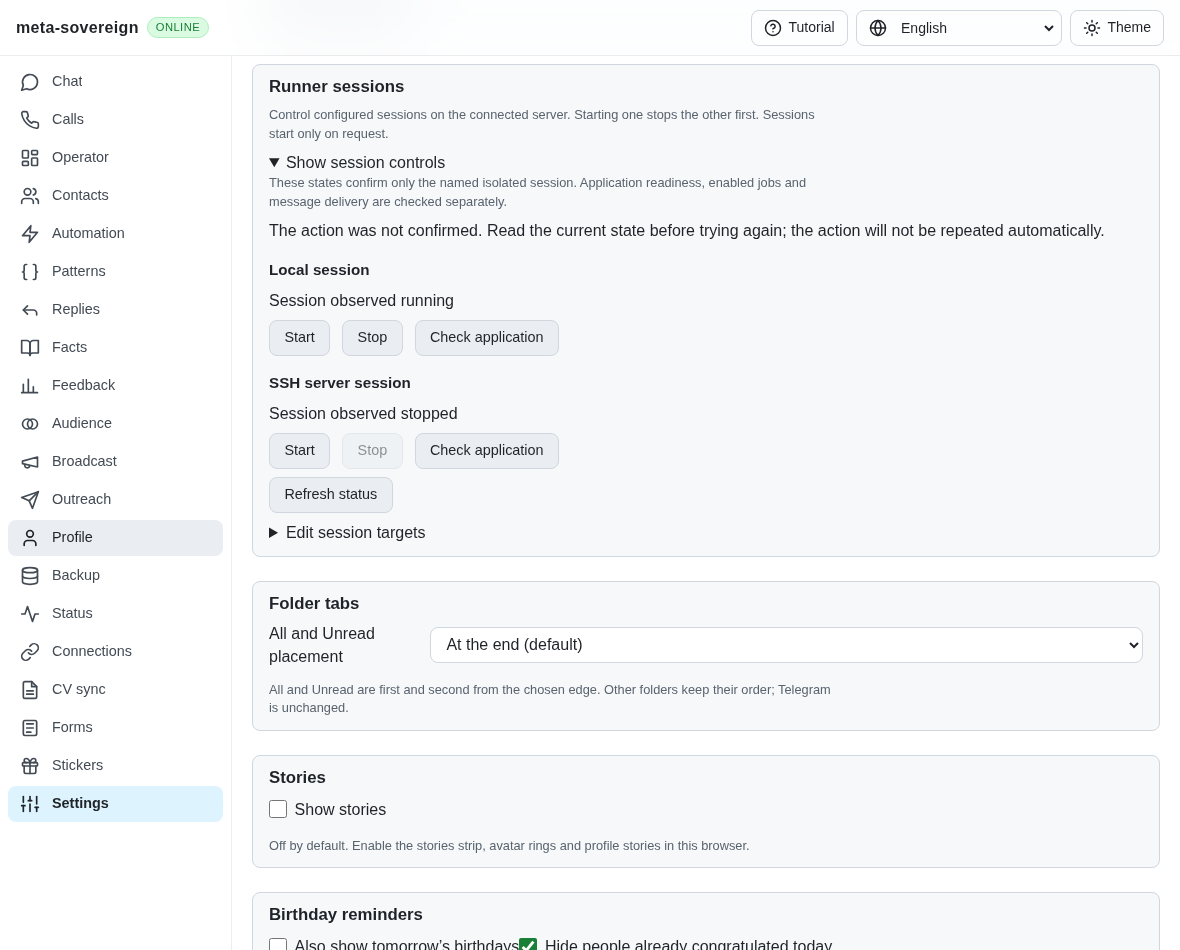 meta-sovereign ONLINE
Tutorial
English
Theme
Chat
Calls
Operator
Contacts
Automation
Patterns
Replies
Facts
Feedback
Audience
Broadcast
Outreach
Profile
Backup
Status
Connections
CV sync
Forms
Stickers
Settings
Runner sessions
Control configured sessions on the connected server. Starting one stops the other first. Sessions
start only on request.
Show session controls
These states confirm only the named isolated session. Application readiness, enabled jobs and
message delivery are checked separately.
The action was not confirmed. Read the current state before trying again; the action will not be repeated automatically.
Local session
Session observed running
Start Stop Check application
SSH server session
Session observed stopped
Start Stop Check application
Refresh status
Edit session targets
Folder tabs
All and Unread
placement
At the end (default)
All and Unread are first and second from the chosen edge. Other folders keep their order; Telegram
is unchanged.
Stories
Show stories
Off by default. Enable the stories strip, avatar rings and profile stories in this browser.
Birthday reminders
Also show tomorrow’s birthdays Hide people already congratulated today